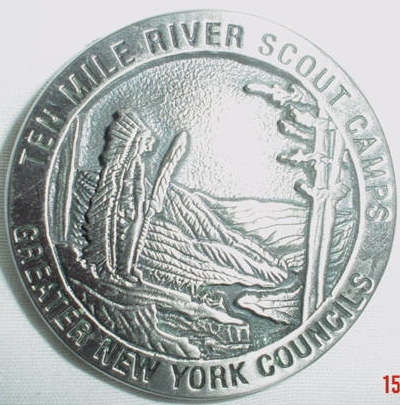 TEN MILE RIVER SCOUT CAMPS
GREATER NEW YORK COUNCILS
15